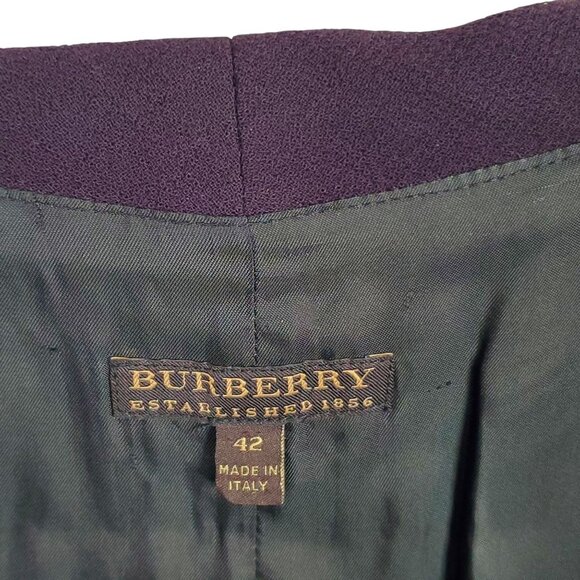 BURBERRY
ESTABLISHED 1856
42
MADE IN
ITALY